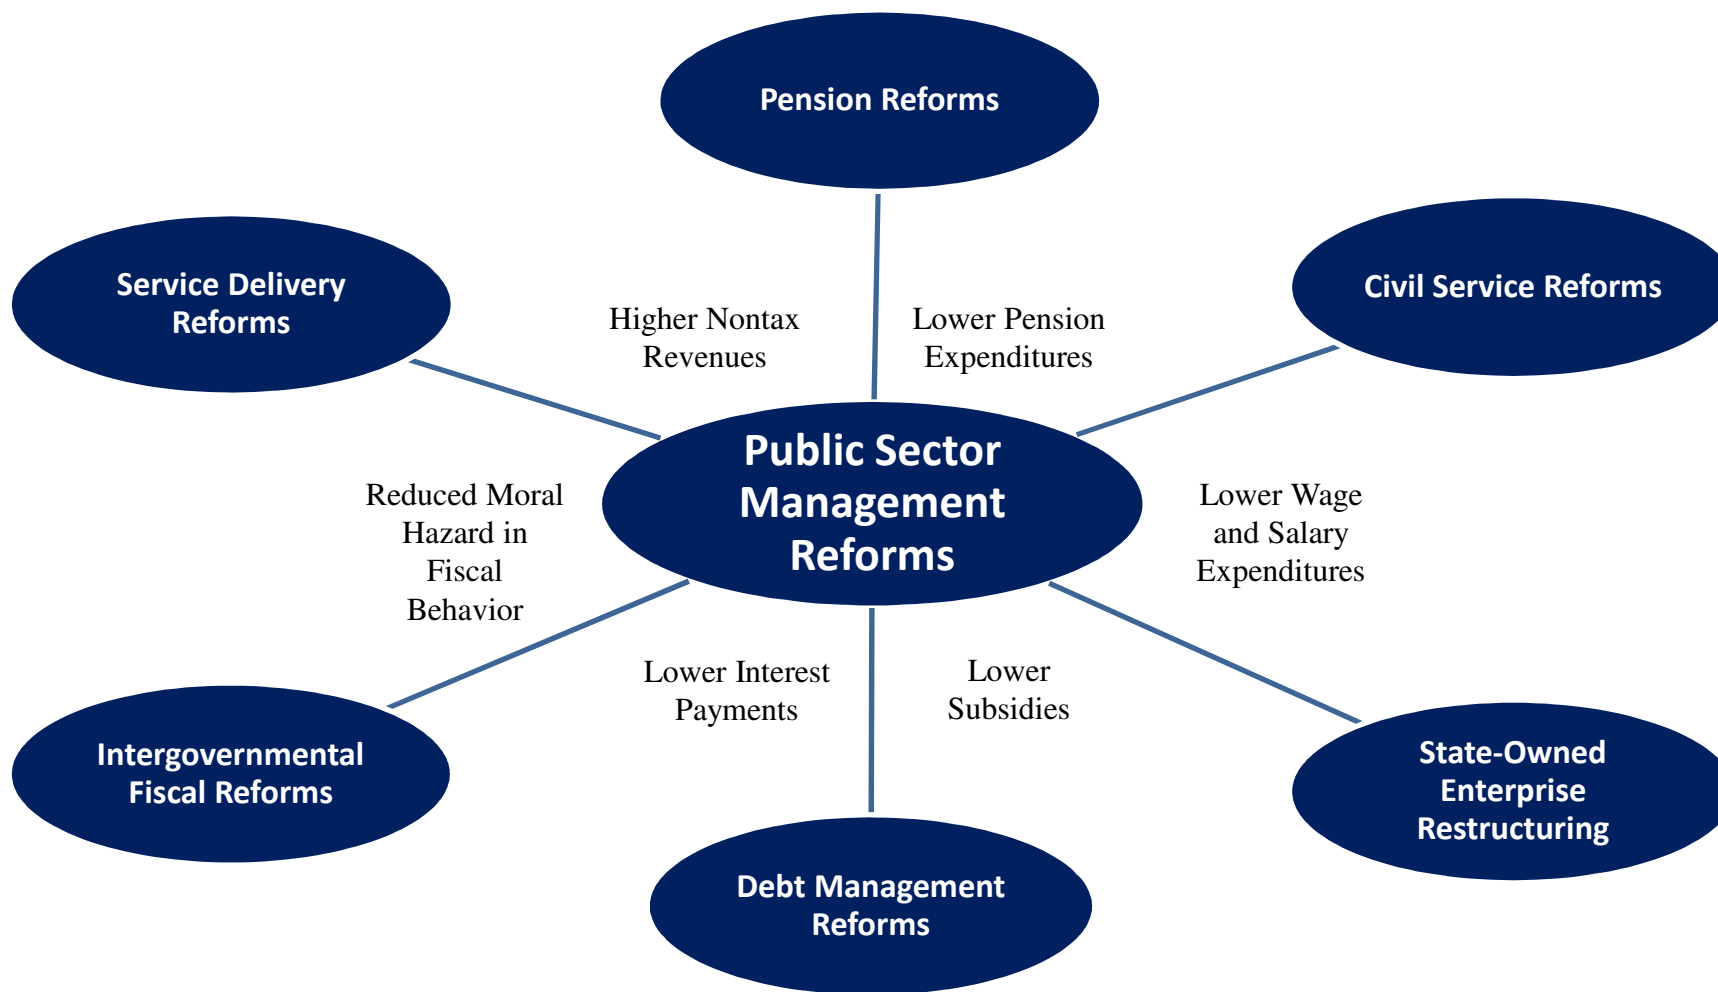 Pension Reforms
Service Delivery
Reforms
Civil Service Reforms
Higher Nontax
Revenues
Lower Pension
Expenditures
Public Sector
Management
Reforms
Reduced Moral
Hazard in
Fiscal
Behavior
Lower Wage
and Salary
Expenditures
Lower Interest
Payments
Lower
Subsidies
Intergovernmental
Fiscal Reforms
State-Owned
Enterprise
Restructuring
Debt Management
Reforms